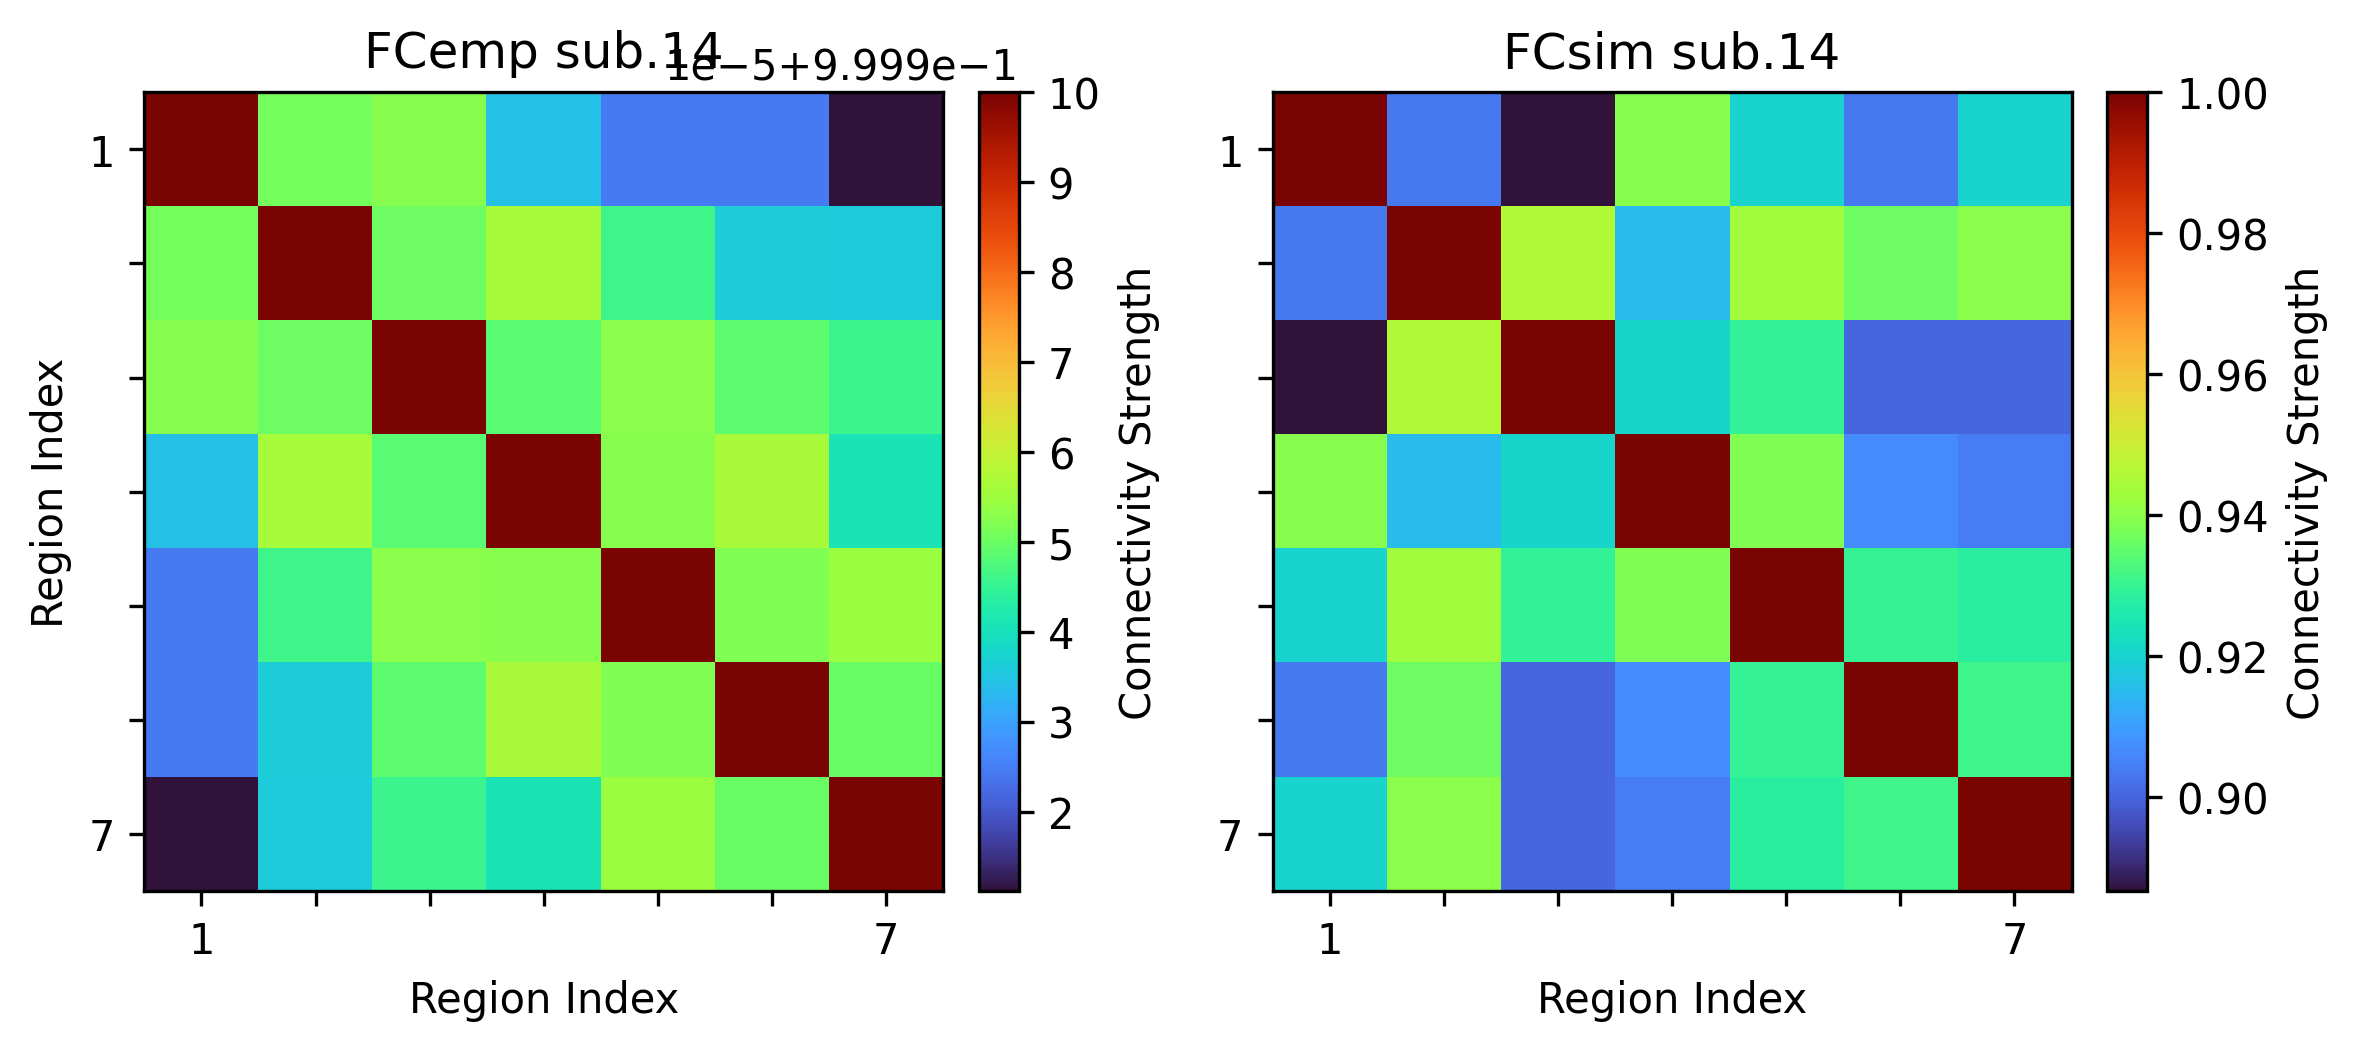 FCemp sub.14
1e−5+9.999e−1
1
7
Region Index
1
7
Region Index
10
9
8
7
6
5
4
3
2
Connectivity Strength
FCsim sub.14
1
7
1
7
Region Index
1.00
0.98
0.96
0.94
0.92
0.90
Connectivity Strength